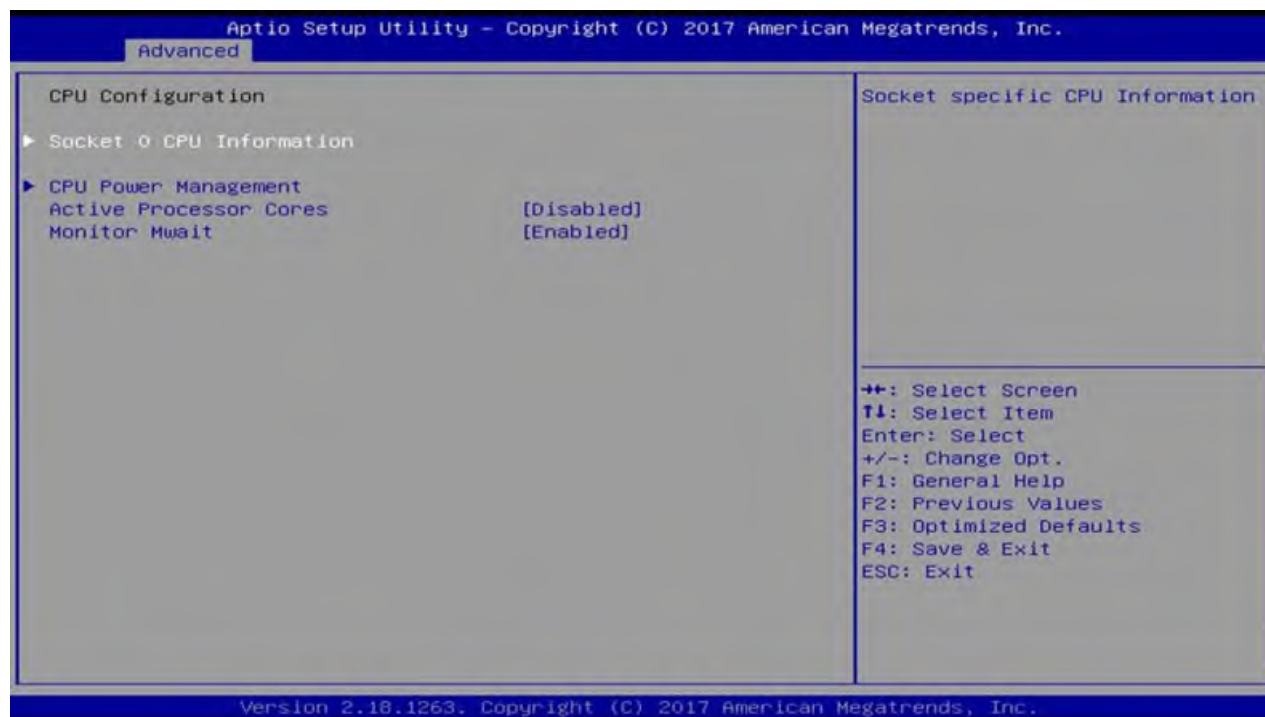 Aptio Setup Utility – Copyright (C) 2017 American Megatrends, Inc.
Advanced
CPU Configuration
▶ Socket 0 CPU Information
▶ CPU Power Management
Active Processor Cores [Disabled]
Monitor Mwait [Enabled]
Socket specific CPU Information
→←: Select Screen
↑↓: Select Item
Enter: Select
+/-: Change Opt.
F1: General Help
F2: Previous Values
F3: Optimized Defaults
F4: Save & Exit
ESC: Exit
Version 2.18.1263. Copyright (C) 2017 American Megatrends, Inc.